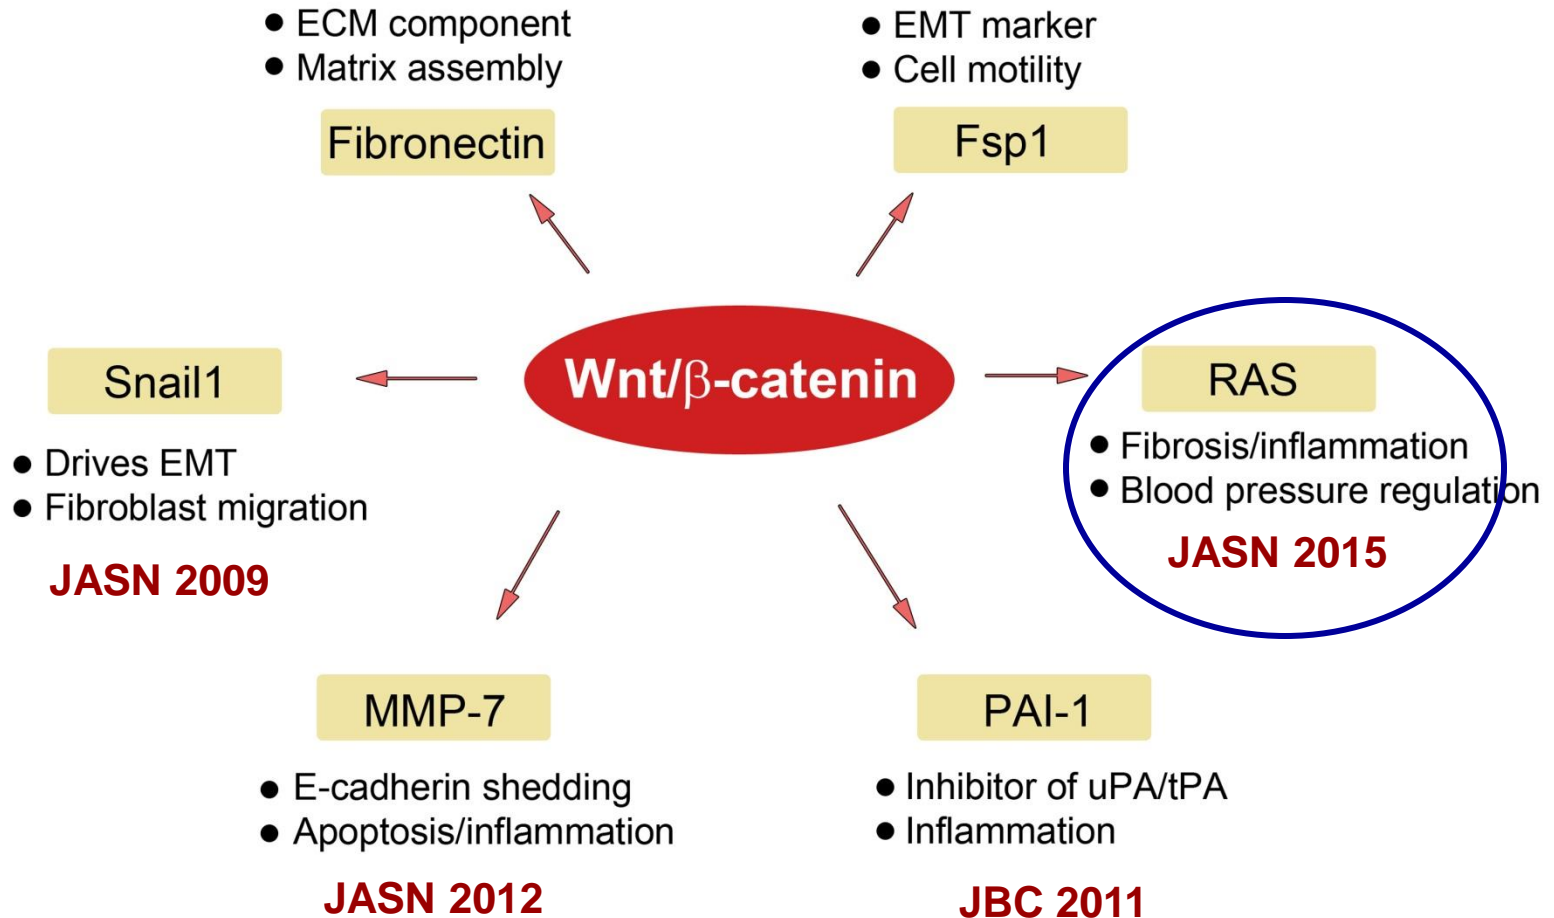 ● ECM component
● Matrix assembly
Fibronectin
● EMT marker
● Cell motility
Fsp1
Wnt/β-catenin
Snail1
● Drives EMT
● Fibroblast migration
JASN 2009
RAS
● Fibrosis/inflammation
● Blood pressure regulation
JASN 2015
MMP-7
● E-cadherin shedding
● Apoptosis/inflammation
JASN 2012
PAI-1
● Inhibitor of uPA/tPA
● Inflammation
JBC 2011